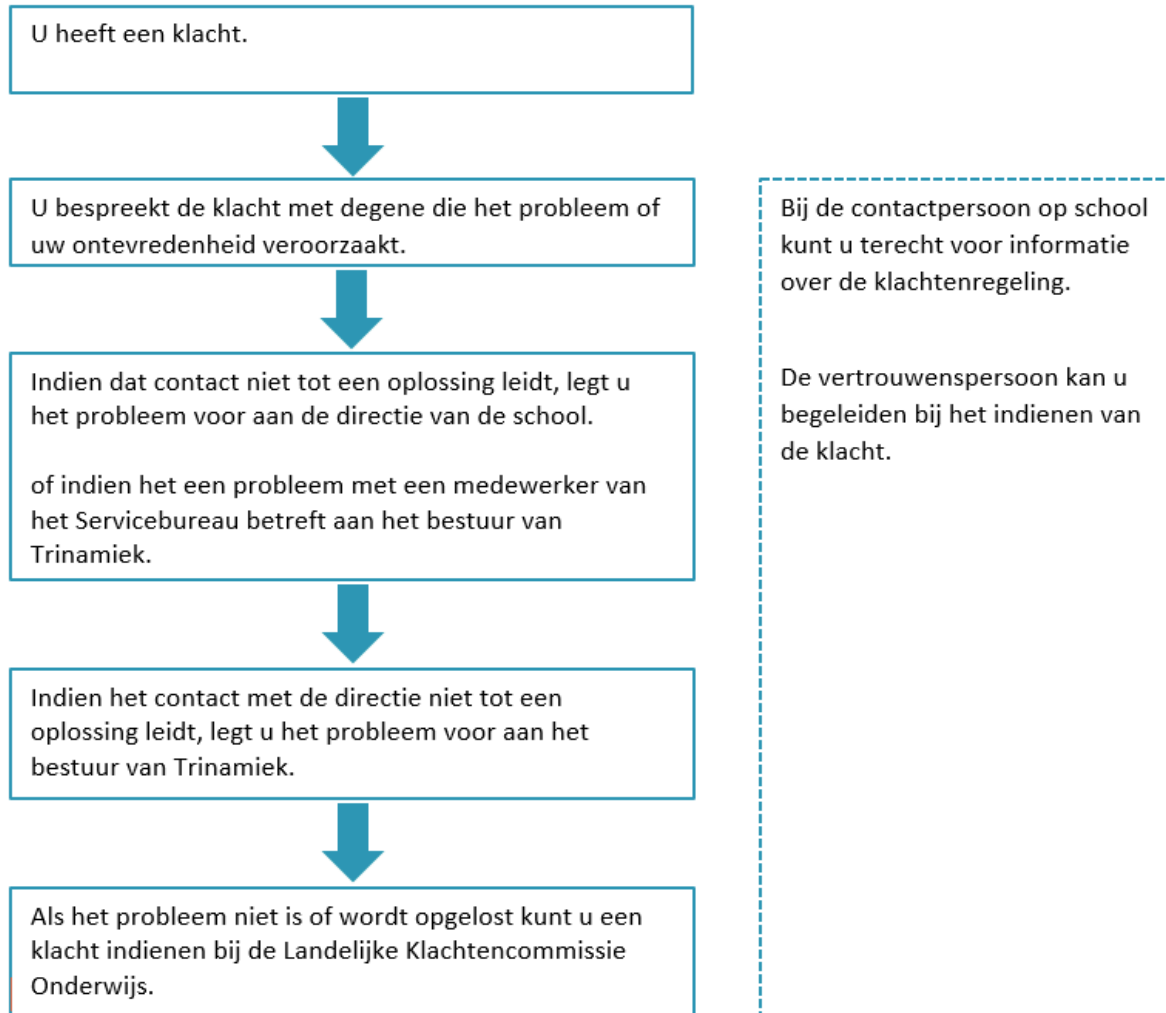 U heeft een klacht.
U bespreekt de klacht met degene die het probleem of
uw ontevredenheid veroorzaakt.
Indien dat contact niet tot een oplossing leidt, legt u
het probleem voor aan de directie van de school.
of indien het een probleem met een medewerker van
het Servicebureau betreft aan het bestuur van
Trinamiek.
Indien het contact met de directie niet tot een
oplossing leidt, legt u het probleem voor aan het
bestuur van Trinamiek.
Als het probleem niet is of wordt opgelost kunt u een
klacht indienen bij de Landelijke Klachtencommissie
Onderwijs.
Bij de contactpersoon op school
kunt u terecht voor informatie
over de klachtenregeling.
De vertrouwenspersoon kan u
begeleiden bij het indienen van
de klacht.